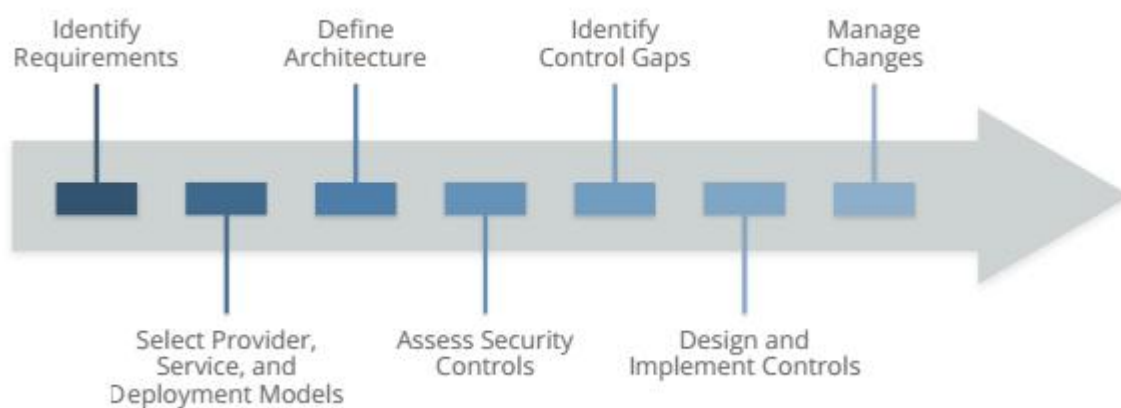 Identify
Requirements
Select Provider,
Service, and
Deployment Models
Define
Architecture
Assess Security
Controls
Identify
Control Gaps
Design and
Implement Controls
Manage
Changes